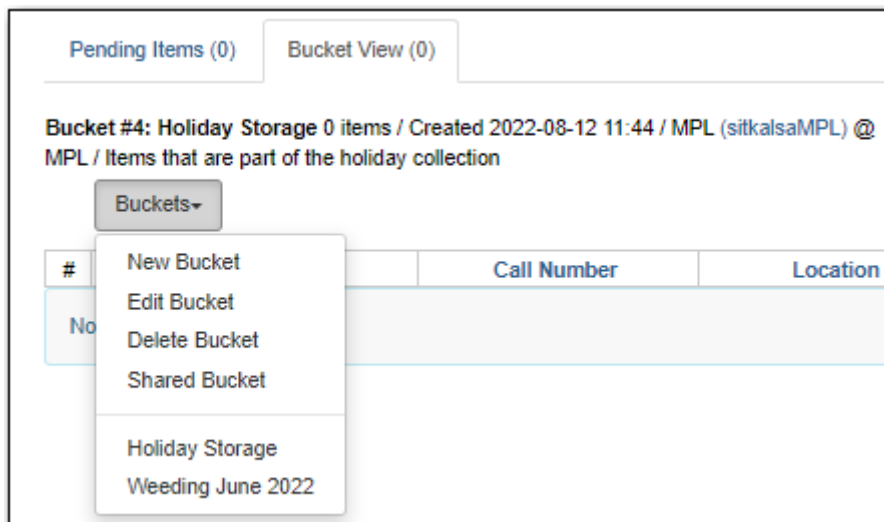 Pending Items (0) Bucket View (0)
Bucket #4: Holiday Storage 0 items / Created 2022-08-12 11:44 / MPL (sitkalsaMPL) @
MPL / Items that are part of the holiday collection
Buckets
# Call Number Location
New Bucket
No
Edit Bucket
Delete Bucket
Shared Bucket
Holiday Storage
Weeding June 2022